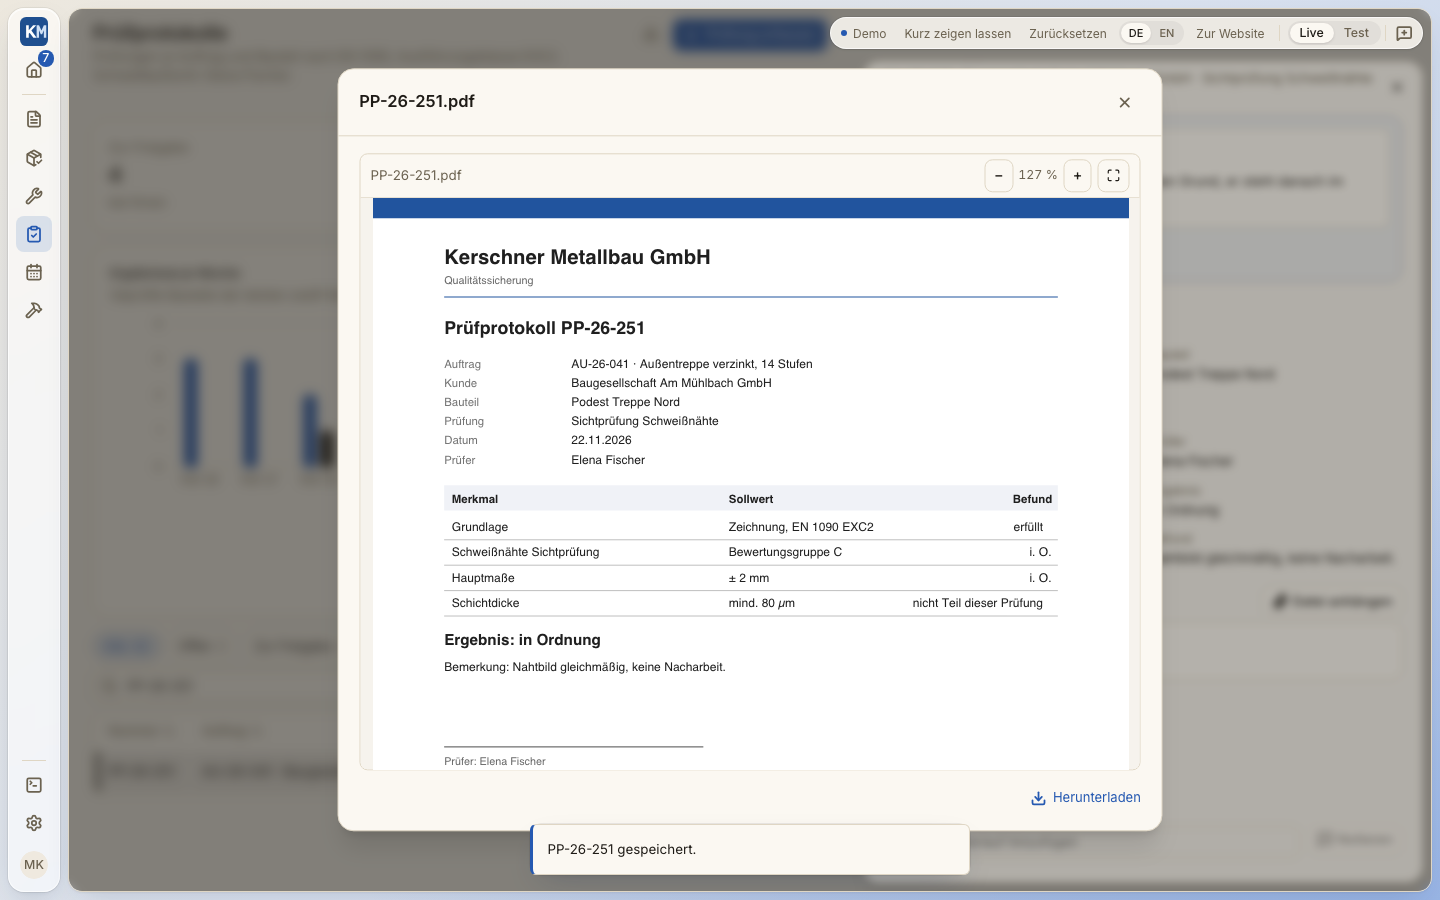 KM
7
Demo
Kurz zeigen lassen
Zurücksetzen
DE
EN
Zur Website
Live
Test
PP-26-251.pdf
PP-26-251.pdf
127 %
Kerschner Metallbau GmbH
Qualitätssicherung
Prüfprotokoll PP-26-251
Auftrag AU-26-041 · Außentreppe verzinkt, 14 Stufen
Kunde Baugesellschaft Am Mühlbach GmbH
Bauteil Podest Treppe Nord
Prüfung Sichtprüfung Schweißnähte
Datum 22.11.2026
Prüfer Elena Fischer
Merkmal Sollwert Befund
Grundlage Zeichnung, EN 1090 EXC2 erfüllt
Schweißnähte Sichtprüfung Bewertungsgruppe C i. O.
Hauptmaße ± 2 mm i. O.
Schichtdicke mind. 80 µm nicht Teil dieser Prüfung
Ergebnis: in Ordnung
Bemerkung: Nahtbild gleichmäßig, keine Nacharbeit.
Prüfer: Elena Fischer
Herunterladen
PP-26-251 gespeichert.
MK